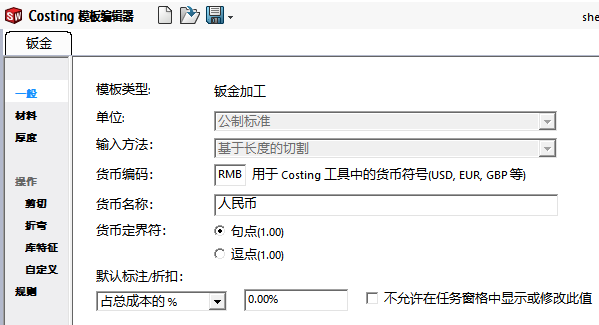 SW Costing 模板编辑器
she
钣金
一般
材料
厚度
操作
剪切
折弯
库特征
自定义
规则
模板类型: 钣金加工
单位: 公制标准
输入方法: 基于长度的切割
货币编码: RMB 用于 Costing 工具中的货币符号(USD, EUR, GBP 等)
货币名称: 人民币
货币定界符: 句点(1.00)
逗点(1.00)
默认标注/折扣:
占总成本的 % 0.00% 不允许在任务窗格中显示或修改此值